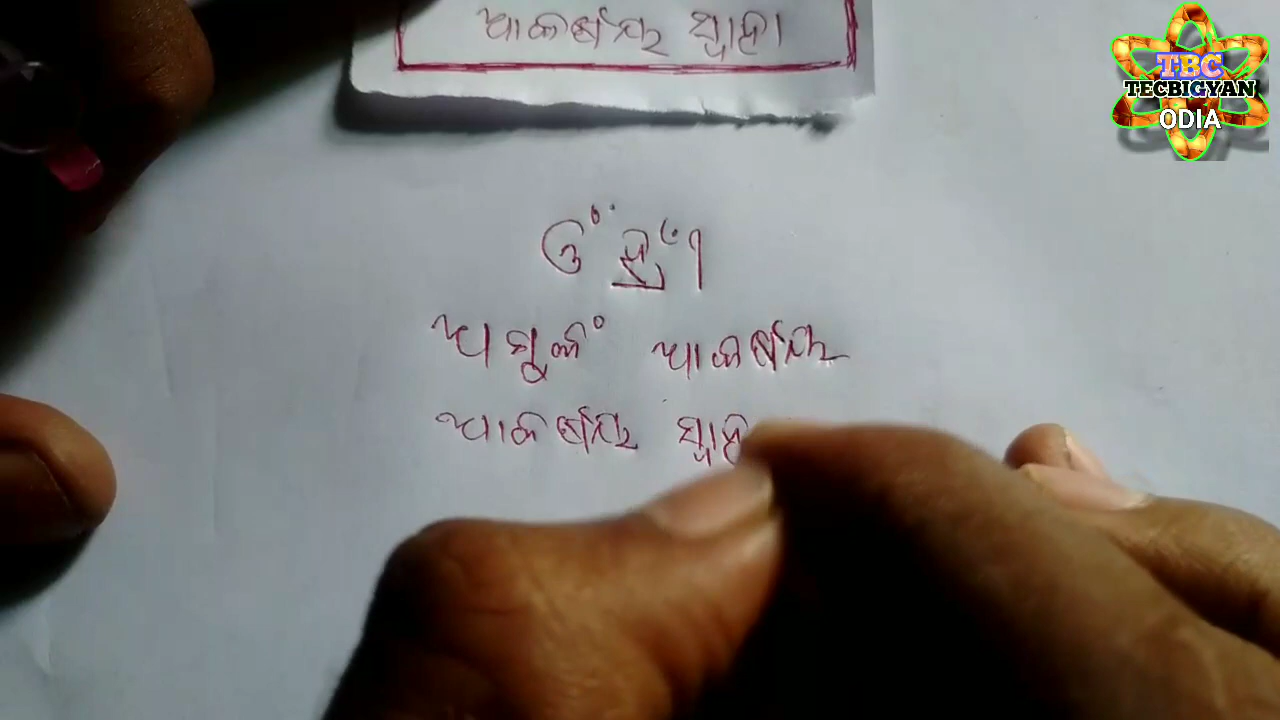 ଆକର୍ଷୟ ସ୍ୱାହା
TBC
TECBIGYAN
ODIA
ଓଁ ହ୍ରୀଂ
ଅମୁକଂ ଆକର୍ଷୟ
ଆକର୍ଷୟ ସ୍ୱାହ